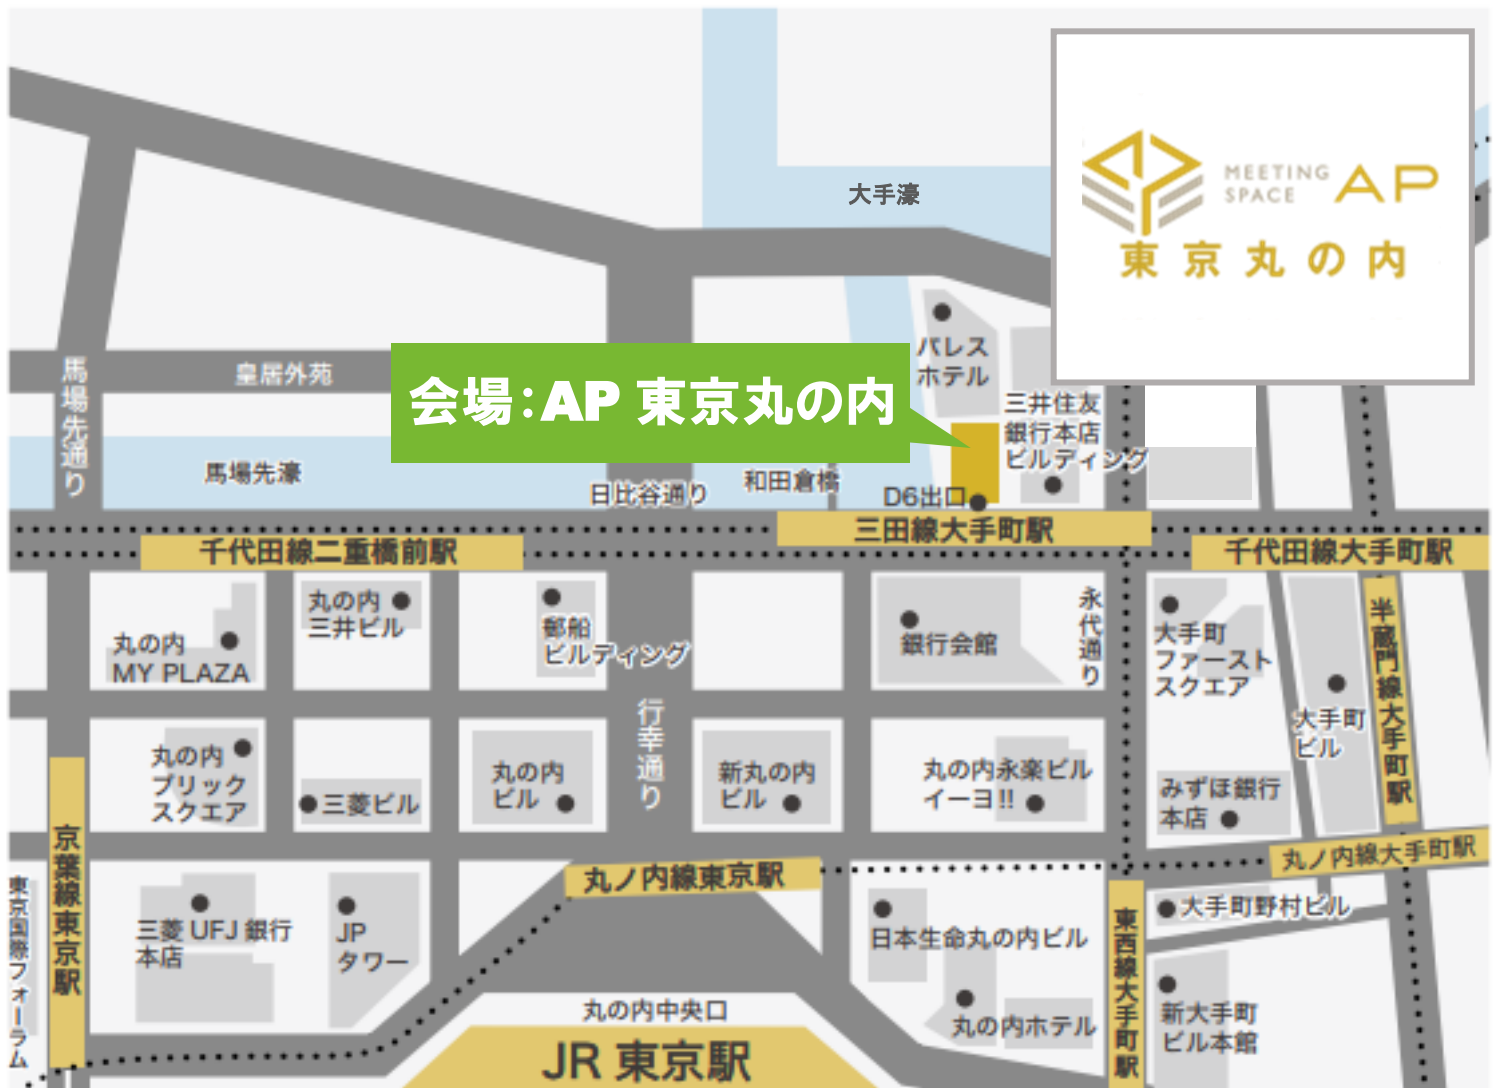 大手濠
MEETING
SPACE
AP
東京丸の内
パレス
ホテル
馬場先通り
皇居外苑
会場：AP 東京丸の内
三井住友
銀行本店
ビルディング
馬場先濠
日比谷通り
和田倉橋
D6出口
千代田線二重橋前駅
三田線大手町駅
千代田線大手町駅
丸の内
MY PLAZA
丸の内
三井ビル
郵船
ビルディング
銀行会館
永代通り
大手町
ファースト
スクエア
半蔵門線大手町駅
大手町
ビル
丸の内
ブリック
スクエア
三菱ビル
丸の内
ビル
行幸通り
新丸の内
ビル
丸の内永楽ビル
イーヨ!!
みずほ銀行
本店
京葉線東京駅
丸ノ内線東京駅
丸ノ内線大手町駅
東京国際フォーラム
三菱 UFJ 銀行
本店
JP
タワー
日本生命丸の内ビル
東西線大手町駅
大手町野村ビル
丸の内中央口
丸の内ホテル
新大手町
ビル本館
JR 東京駅